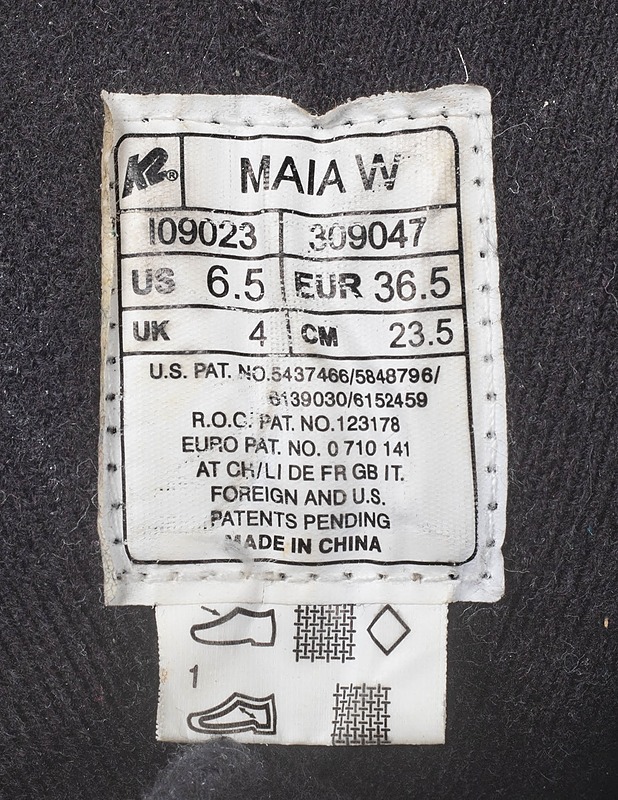 K2® MAIA W
I09023 309047
US 6.5 EUR 36.5
UK 4 CM 23.5
U.S. PAT. NO.5437466/5848796/
6139030/6152459
R.O.C. PAT. NO.123178
EURO PAT. NO. 0 710 141
AT CH/LI DE FR GB IT.
FOREIGN AND U.S.
PATENTS PENDING
MADE IN CHINA
1